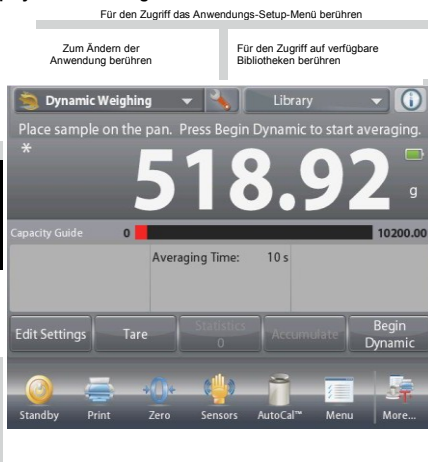 Für den Zugriff das Anwendungs-Setup-Menü berühren
Zum Ändern der
Anwendung berühren
Für den Zugriff auf verfügbare
Bibliotheken berühren
Dynamic Weighing
Library
i
Place sample on the pan. Press Begin Dynamic to start averaging.
*
518.92
g
Capacity Guide 0 10200.00
Averaging Time: 10 s
Edit Settings
Tare
Statistics
0
Accumulate
Begin
Dynamic
Standby
Print
Zero
Sensors
AutoCal™
Menu
More...